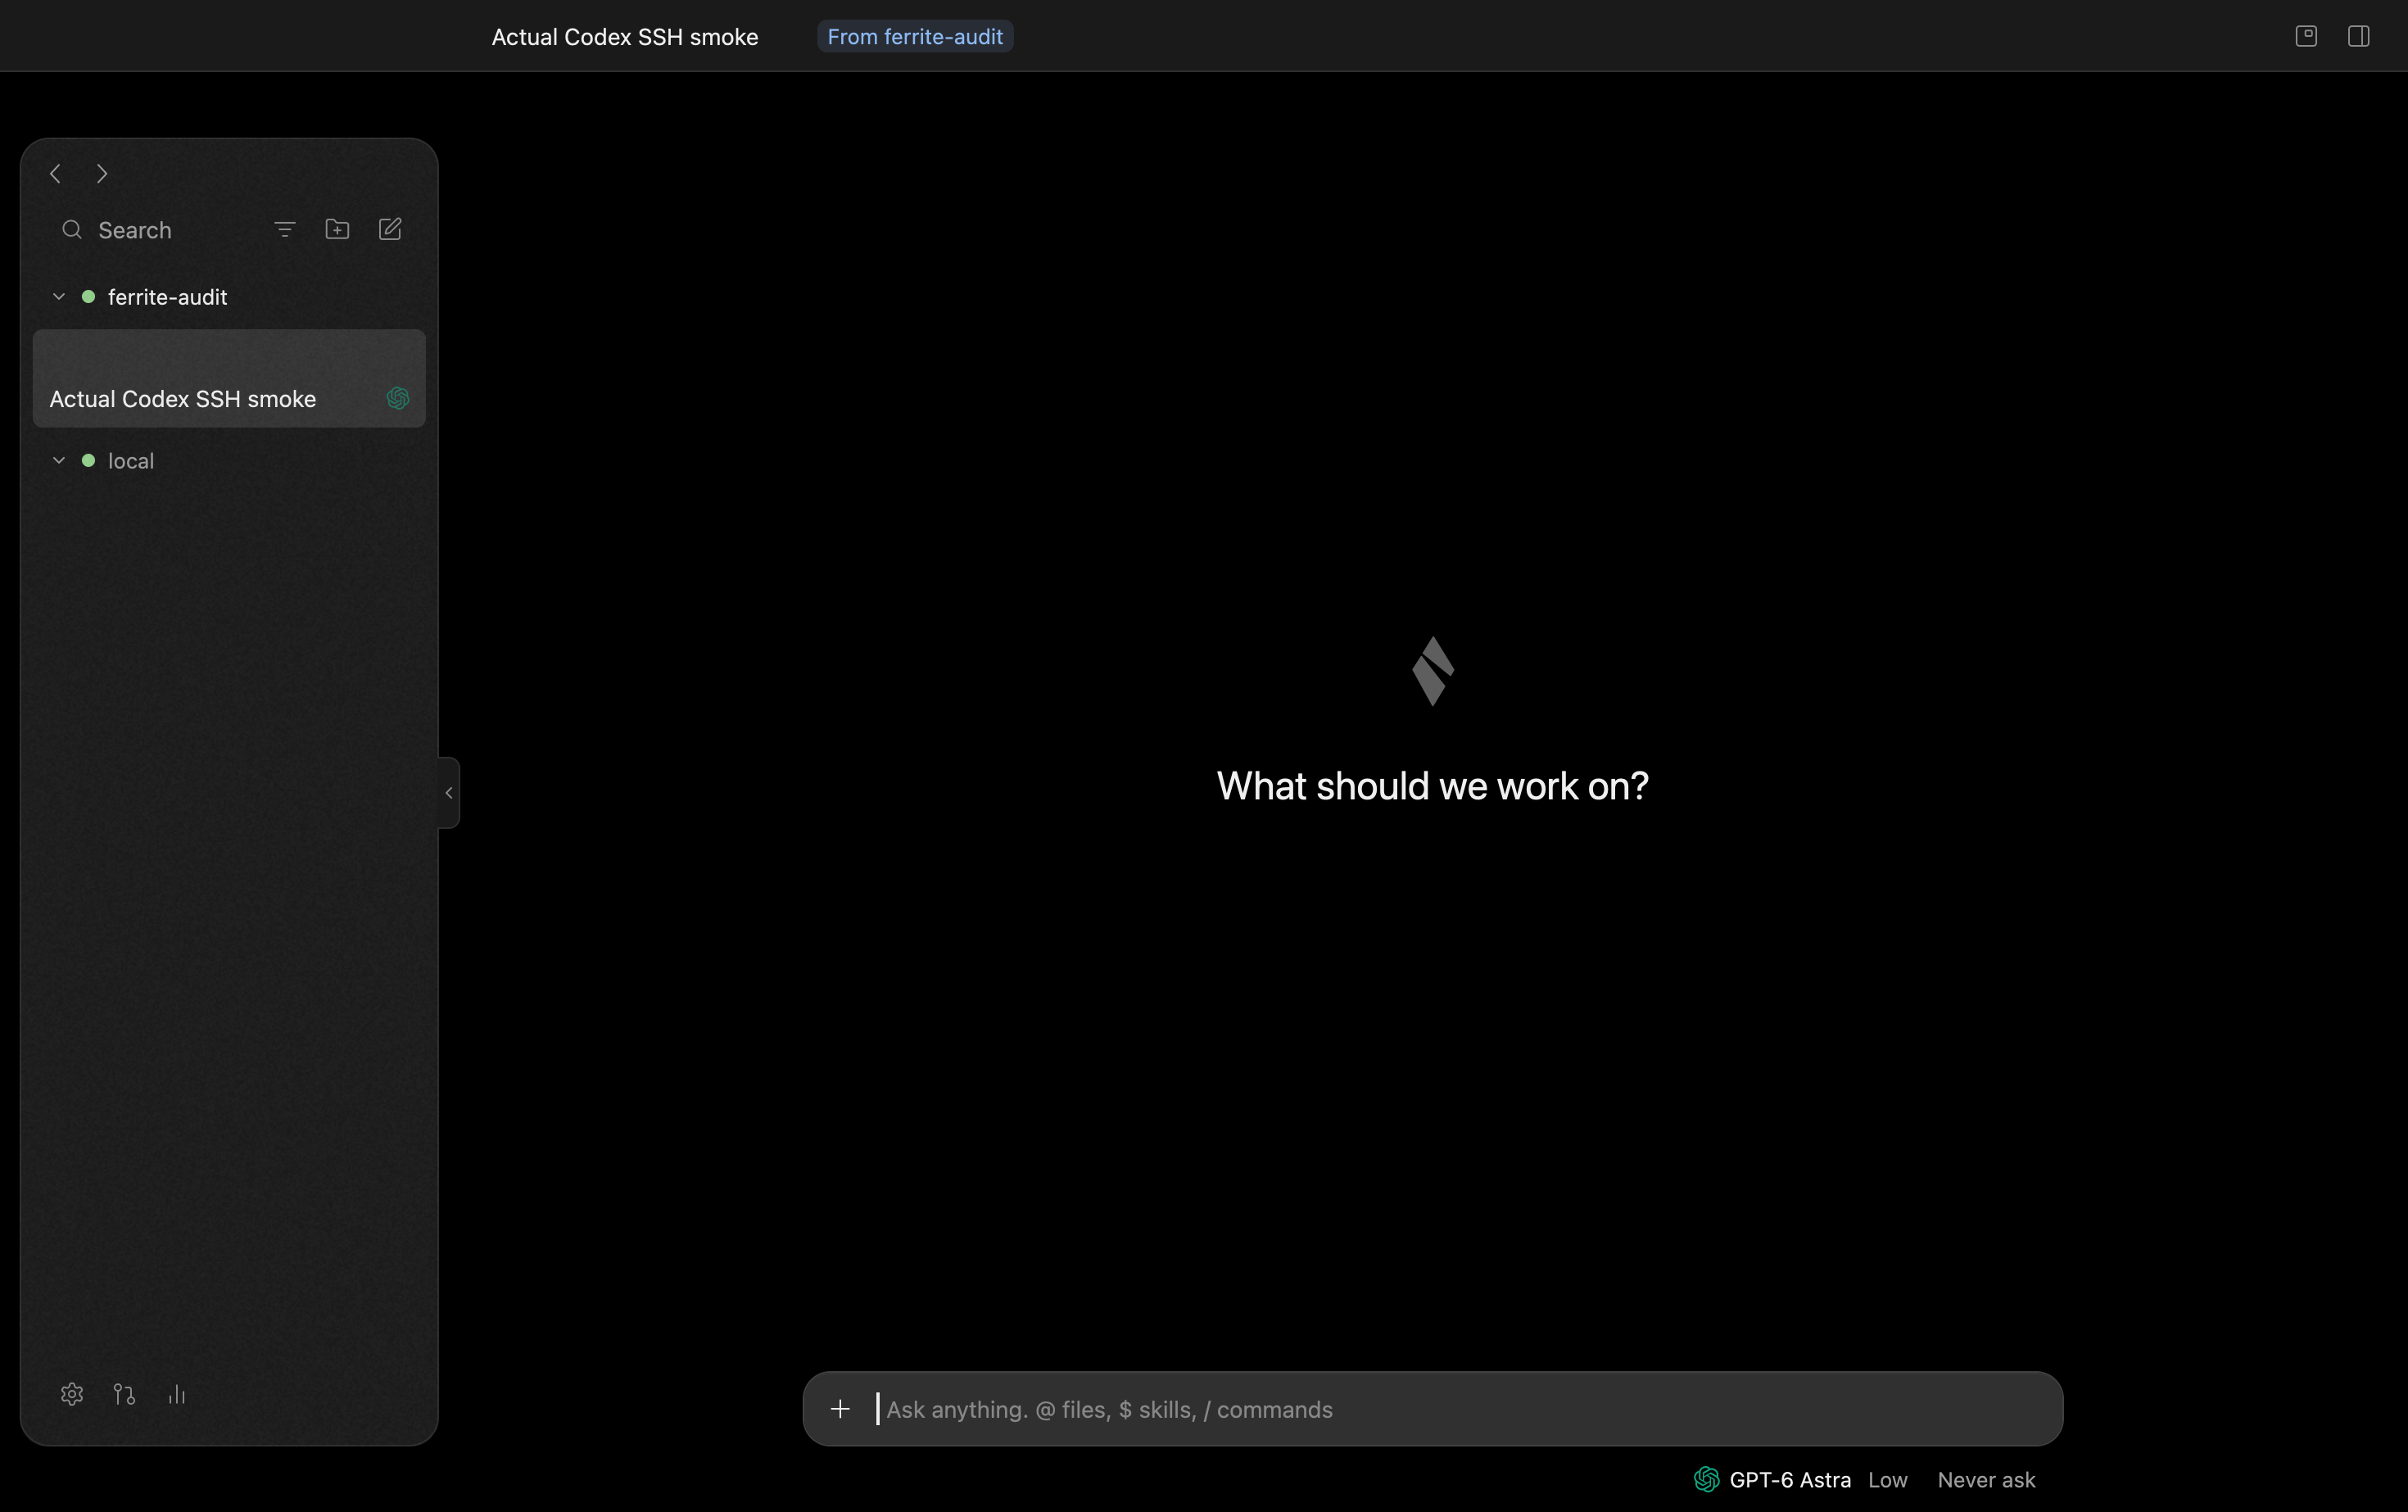 Actual Codex SSH smoke
From ferrite-audit
Search
ferrite-audit
Actual Codex SSH smoke
local
What should we work on?
Ask anything. @ files, $ skills, / commands
GPT-6 Astra Low Never ask